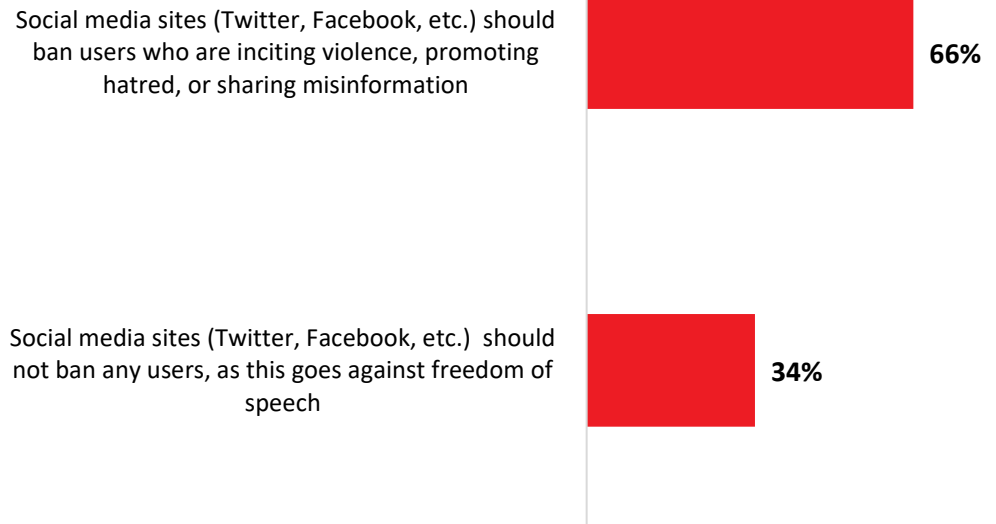 Social media sites (Twitter, Facebook, etc.) should
ban users who are inciting violence, promoting
hatred, or sharing misinformation
66%
Social media sites (Twitter, Facebook, etc.)  should
not ban any users, as this goes against freedom of
speech
34%